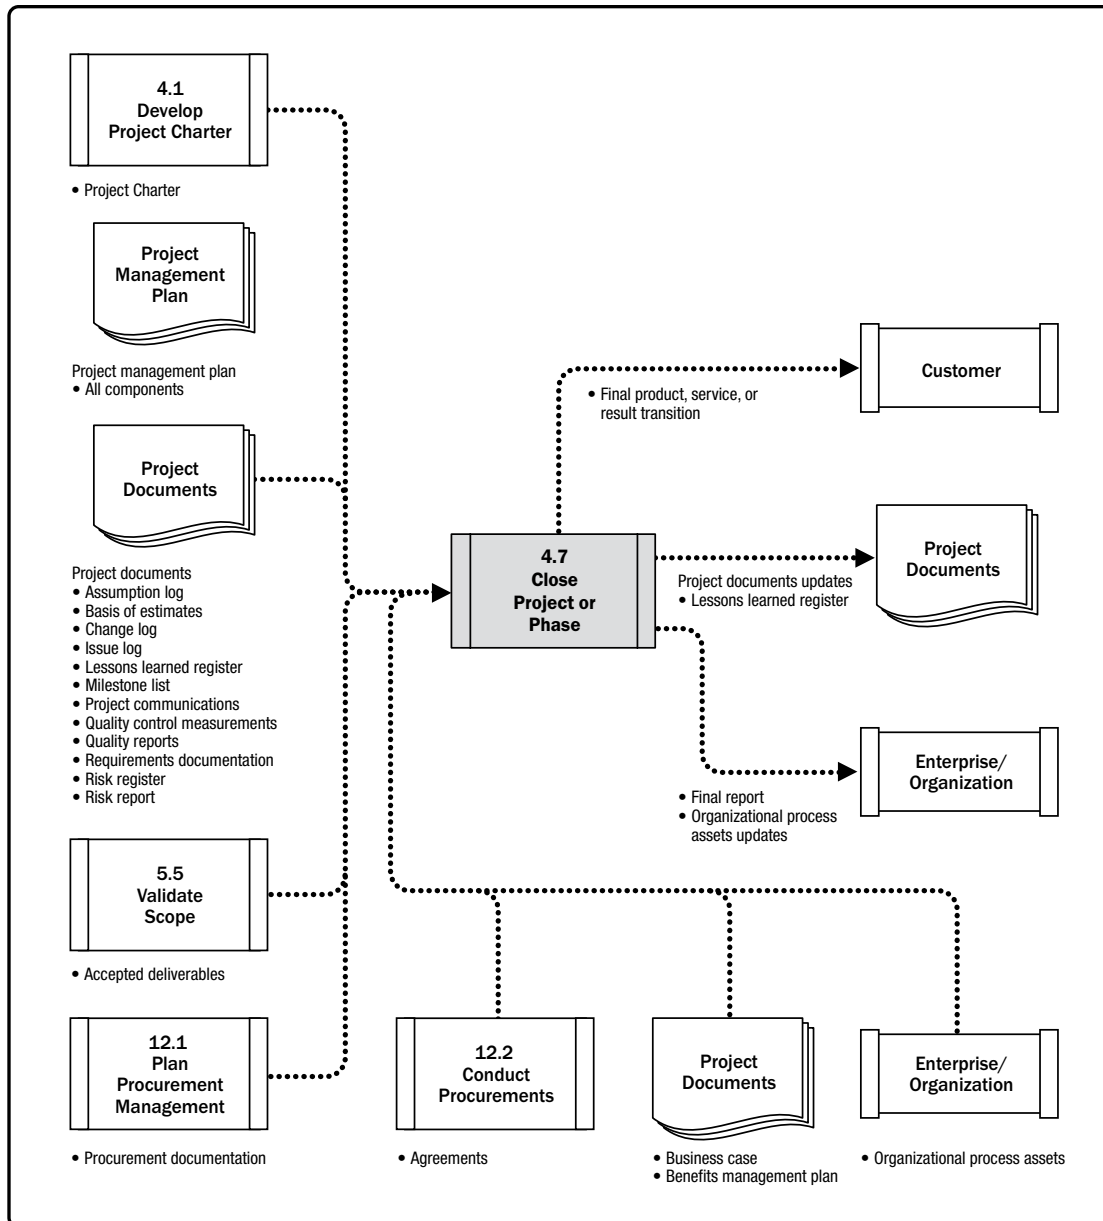 4.1
Develop
Project Charter
• Project Charter
Project
Management
Plan
Project management plan
• All components
Project
Documents
Project documents
• Assumption log
• Basis of estimates
• Change log
• Issue log
• Lessons learned register
• Milestone list
• Project communications
• Quality control measurements
• Quality reports
• Requirements documentation
• Risk register
• Risk report
5.5
Validate
Scope
• Accepted deliverables
12.1
Plan
Procurement
Management
• Procurement documentation
4.7
Close
Project or
Phase
• Final product, service, or
result transition
Customer
Project documents updates
• Lessons learned register
Project
Documents
• Final report
• Organizational process
assets updates
Enterprise/
Organization
12.2
Conduct
Procurements
• Agreements
Project
Documents
• Business case
• Benefits management plan
Enterprise/
Organization
• Organizational process assets